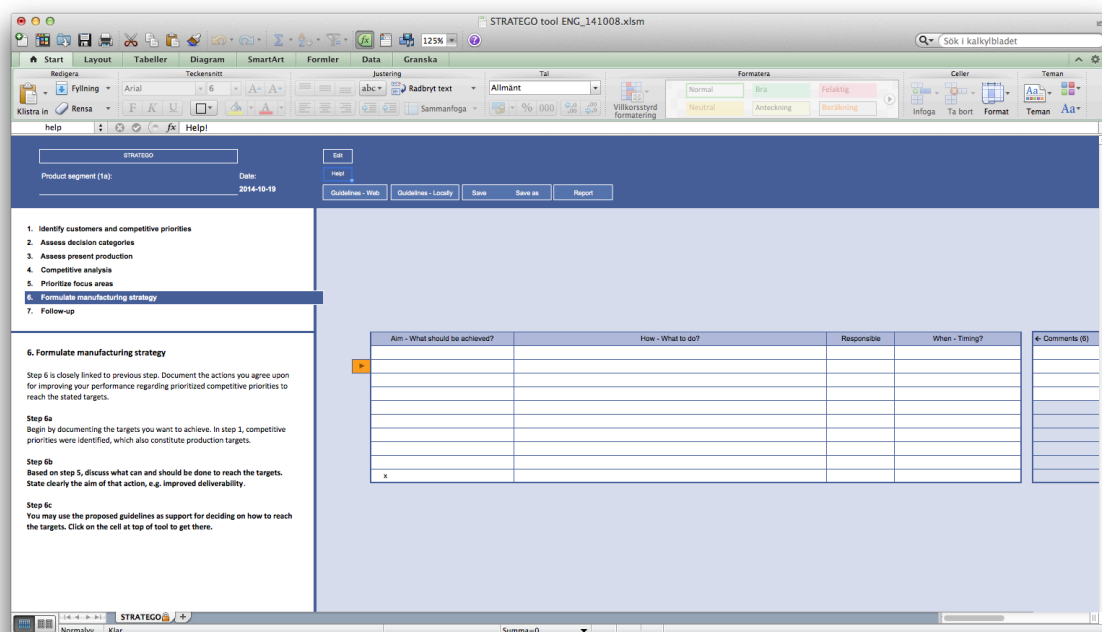 STRATEGO tool ENG_141008.xlsm
125%
Sök i kalkylbladet
Start Layout Tabeller Diagram SmartArt Formler Data Granska
Redigera Teckensnitt Justering Tal Formatera Celler Teman
Klistra in Fyllning Rensa
Arial 6 A A
F K U A
abc Radbryt text
Sammanfoga
Allmänt
% 000
Villkorsstyrd formatering
Normal Bra Felaktig
Neutral Anteckning Beräkning
Infoga Ta bort Format Teman Aa
help fx Help!
STRATEGO
Product segment (1a):
Date:
2014-10-19
Edit
Help!
Guidelines - Web Guidelines - Locally Save Save as Report
1. Identify customers and competitive priorities
2. Assess decision categories
3. Assess present production
4. Competitive analysis
5. Prioritize focus areas
6. Formulate manufacturing strategy
7. Follow-up
6. Formulate manufacturing strategy
Step 6 is closely linked to previous step. Document the actions you agree upon
for improving your performance regarding prioritized competitive priorities to
reach the stated targets.
Step 6a
Begin by documenting the targets you want to achieve. In step 1, competitive
priorities were identified, which also constitute production targets.
Step 6b
Based on step 5, discuss what can and should be done to reach the targets.
State clearly the aim of that action, e.g. improved deliverability.
Step 6c
You may use the proposed guidelines as support for deciding on how to reach
the targets. Click on the cell at top of tool to get there.
Aim - What should be achieved? How - What to do? Responsible When - Timing? ← Comments (6)
x
STRATEGO
Normalvy Klar Summa=0